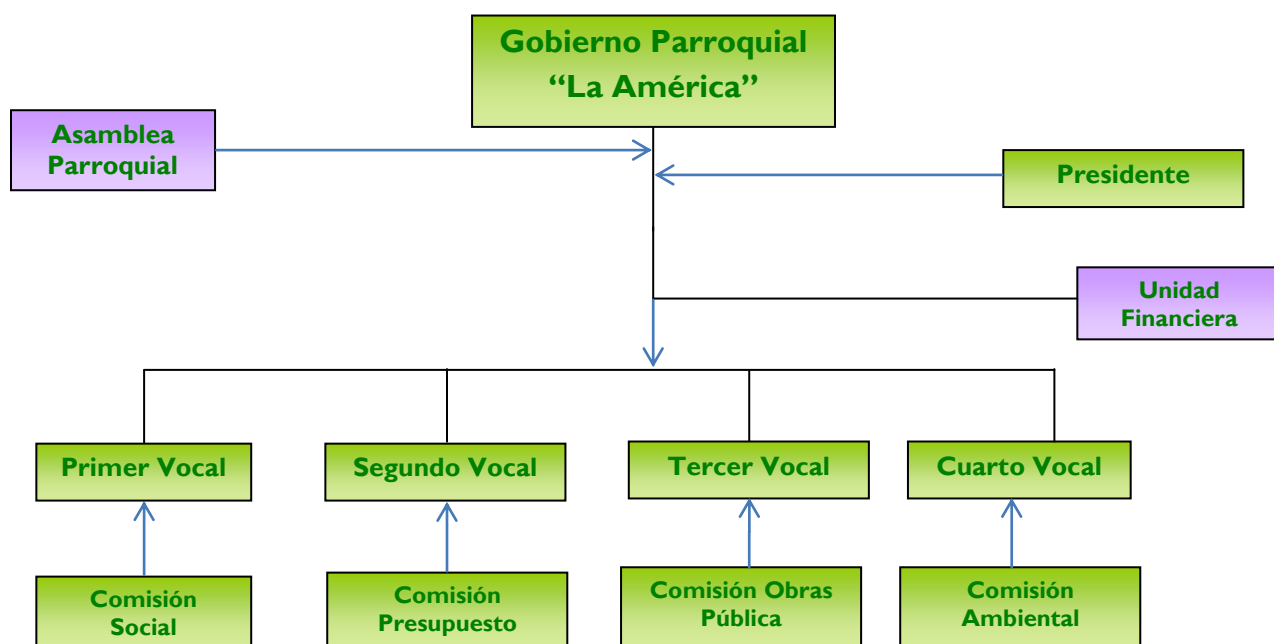 Gobierno Parroquial
“La América”
Asamblea
Parroquial
Presidente
Unidad
Financiera
Primer Vocal
Segundo Vocal
Tercer Vocal
Cuarto Vocal
Comisión
Social
Comisión
Presupuesto
Comisión Obras
Pública
Comisión
Ambiental